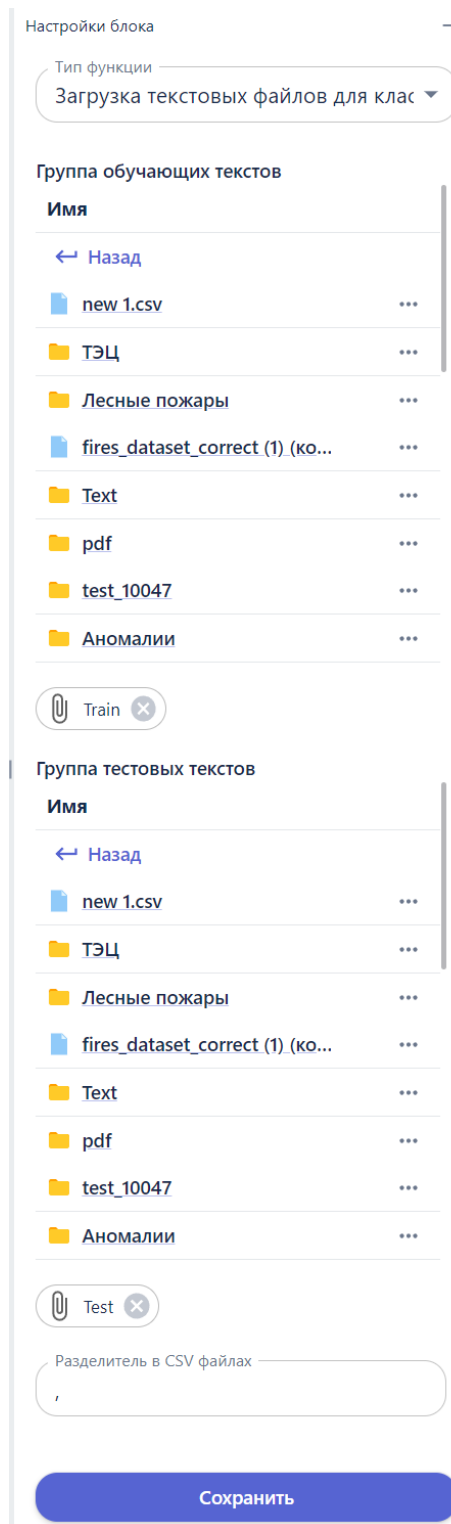 Настройки блока
Тип функции
Загрузка текстовых файлов для клас
Группа обучающих текстов
Имя
Назад
new 1.csv
ТЭЦ
Лесные пожары
fires_dataset_correct (1) (ко...
Text
pdf
test_10047
Аномалии
Train
Группа тестовых текстов
Имя
Назад
new 1.csv
ТЭЦ
Лесные пожары
fires_dataset_correct (1) (ко...
Text
pdf
test_10047
Аномалии
Test
Разделитель в CSV файлах
,
Сохранить